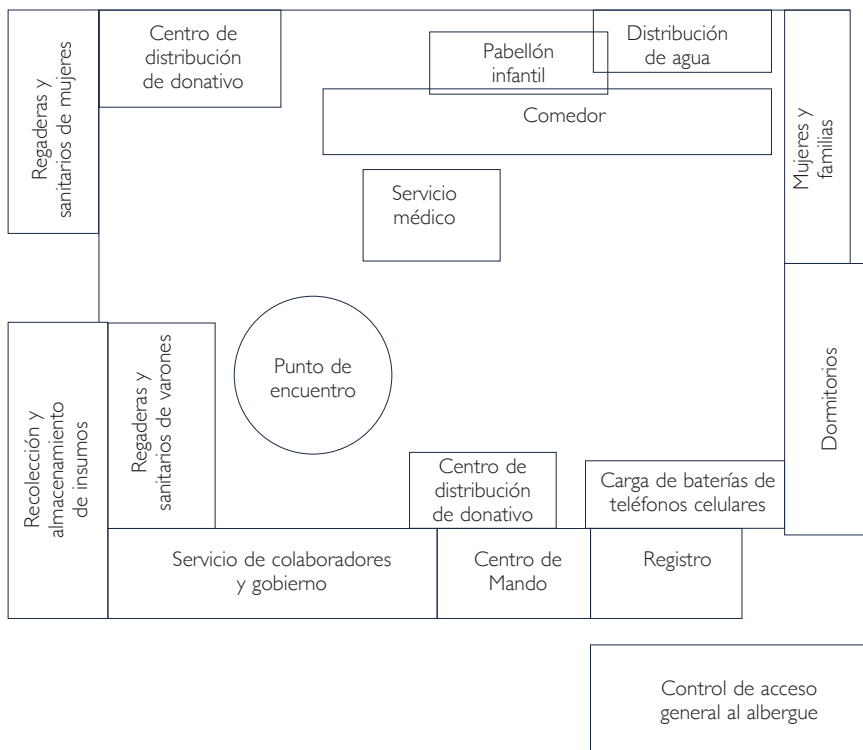 Regaderas y
sanitarios de mujeres
Centro de
distribución
de donativo
Pabellón
infantil
Distribución
de agua
Comedor
Mujeres y
familias
Servicio
médico
Dormitorios
Punto de
encuentro
Recolección y
almacenamiento
de insumos
Regaderas y
sanitarios de varones
Centro de
distribución
de donativo
Carga de baterías de
teléfonos celulares
Servicio de colaboradores
y gobierno
Centro de
Mando
Registro
Control de acceso
general al albergue